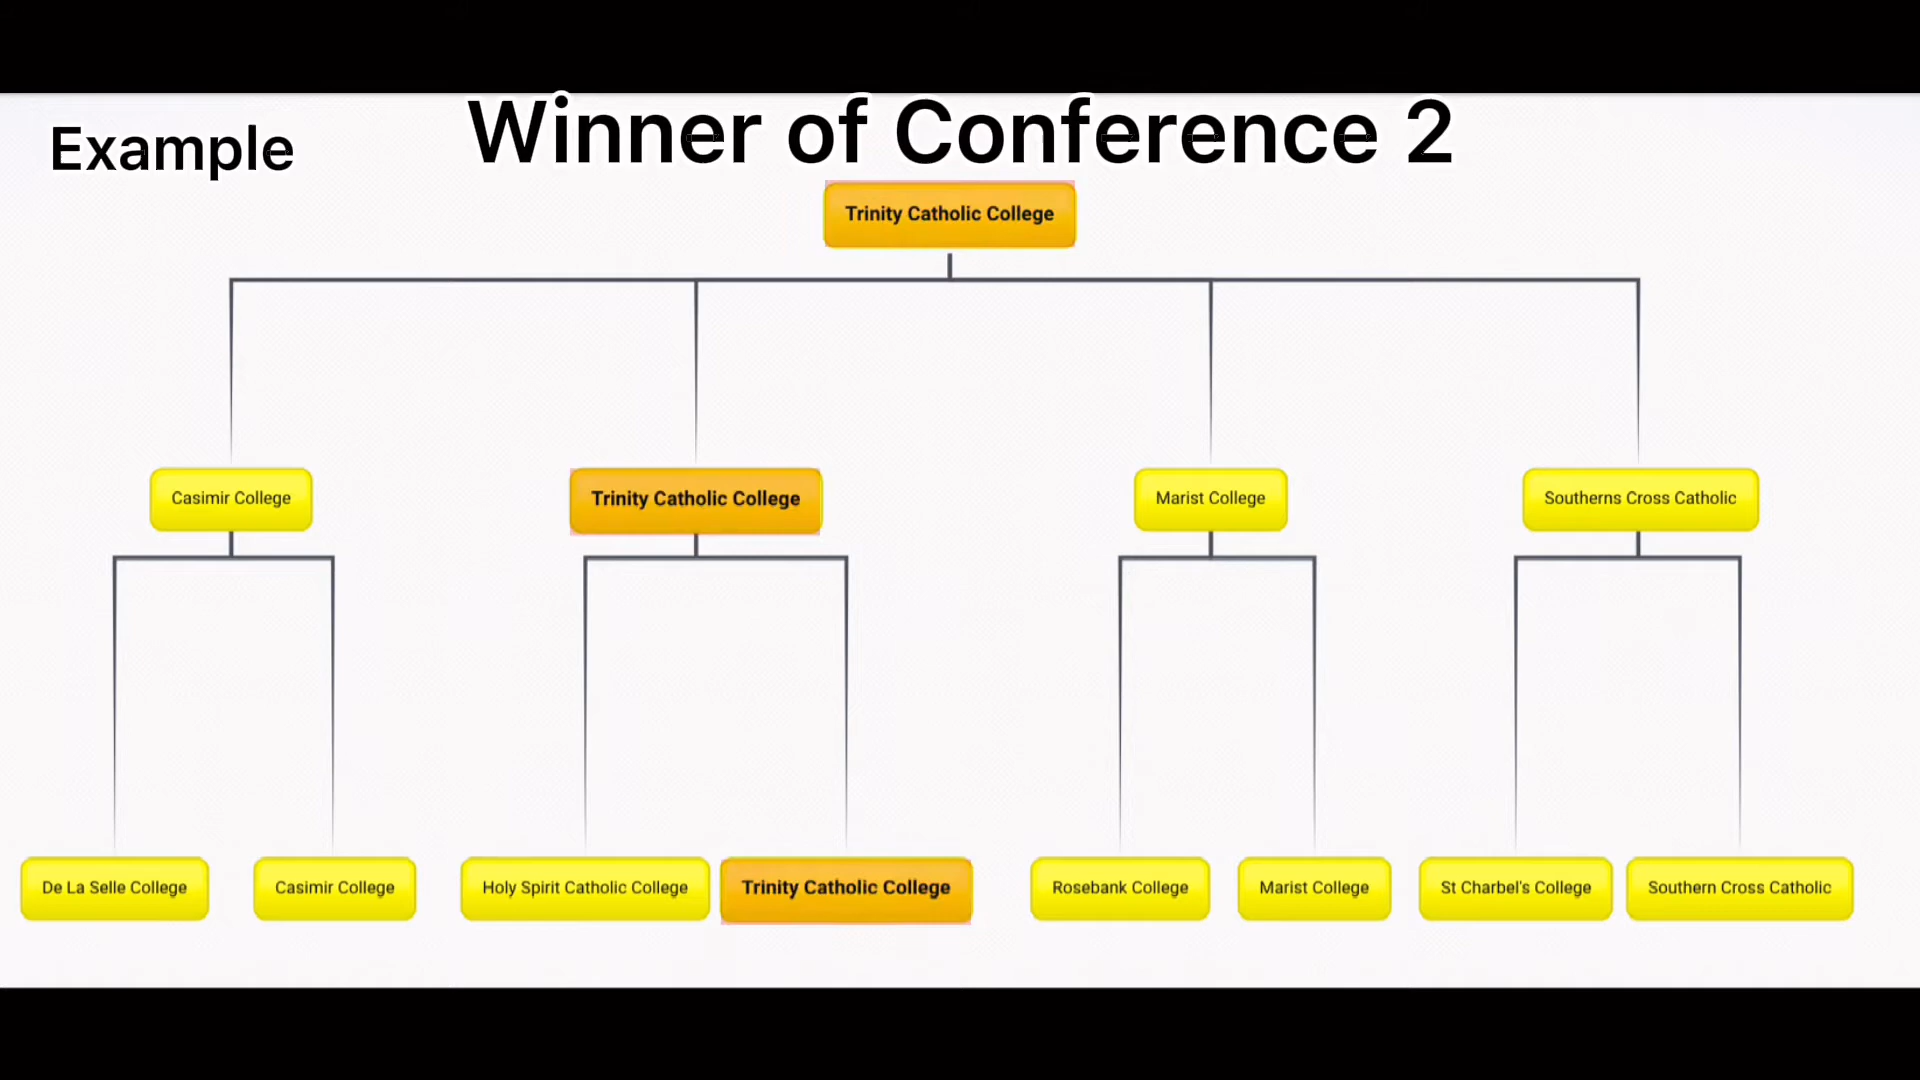 Example
Winner of Conference 2
Trinity Catholic College
Casimir College
Trinity Catholic College
Marist College
Southerns Cross Catholic
De La Selle College
Casimir College
Holy Spirit Catholic College
Trinity Catholic College
Rosebank College
Marist College
St Charbel's College
Southern Cross Catholic